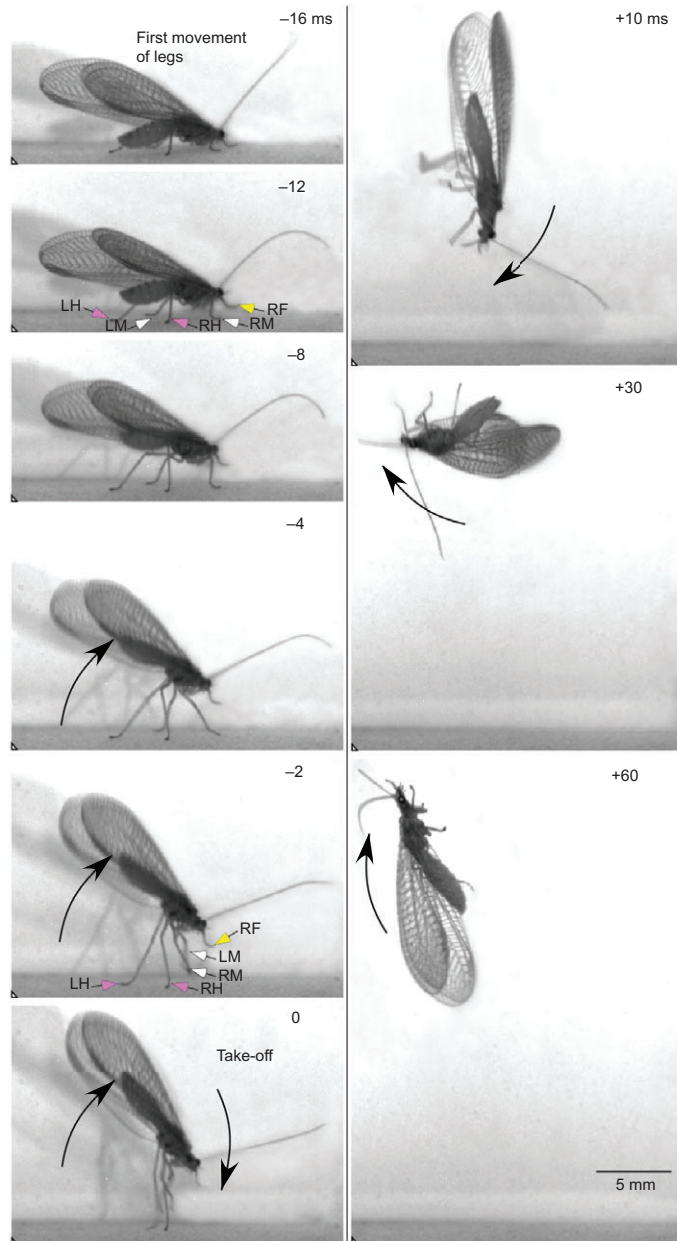 –16 ms
First movement
of legs
–12
LH
LM
RH
RM
RF
–8
–4
–2
RF
LM
RM
LH
RH
0
Take-off
+10 ms
+30
+60
5 mm